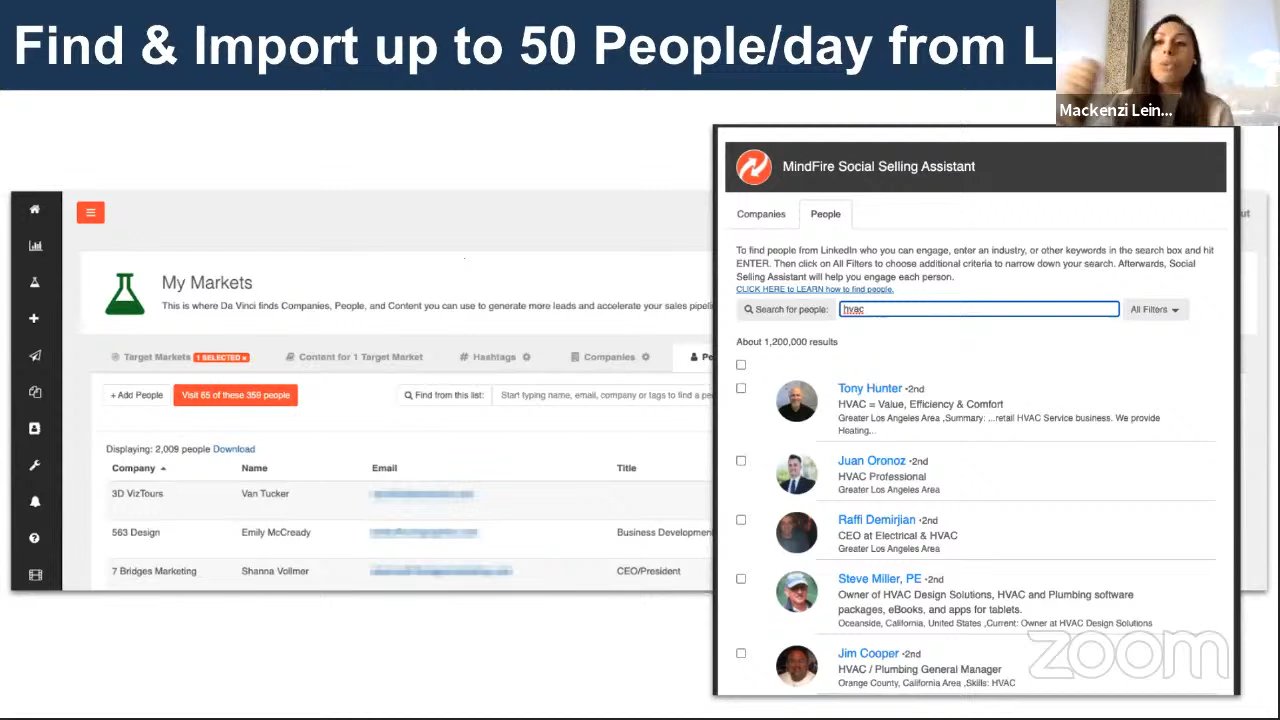 Find & Import up to 50 People/day from L
Mackenzi Lein...
MindFire Social Selling Assistant
Companies
People
To find people from LinkedIn who you can engage, enter an industry, or other keywords in the search box and hit
ENTER. Then click on All Filters to choose additional criteria to narrow down your search. Afterwards, Social
Selling Assistant will help you engage each person.
CLICK HERE to LEARN how to find people.
Search for people:
hvac
All Filters
About 1,200,000 results
Tony Hunter •2nd
HVAC = Value, Efficiency & Comfort
Greater Los Angeles Area ,Summary: ...retail HVAC Service business. We provide
Heating...
Juan Oronoz •2nd
HVAC Professional
Greater Los Angeles Area
Raffi Demirjian •2nd
CEO at Electrical & HVAC
Greater Los Angeles Area
Steve Miller, PE •2nd
Owner of HVAC Design Solutions, HVAC and Plumbing software
packages, eBooks, and apps for tablets.
Oceanside, California, United States ,Current: Owner at HVAC Design Solutions
Jim Cooper •2nd
HVAC / Plumbing General Manager
Orange County, California Area ,Skills: HVAC
My Markets
This is where Da Vinci finds Companies, People, and Content you can use to generate more leads and accelerate your sales pipeli
Target Markets 1 SELECTED ×
Content for 1 Target Market
# Hashtags
Companies
Pe
+ Add People
Visit 65 of these 359 people
Find from this list:
Start typing name, email, company or tags to find a pe
Displaying: 2,009 people Download
Company Name Email Title
3D VizTours Van Tucker
563 Design Emily McCready Business Developmen
7 Bridges Marketing Shanna Vollmer CEO/President
ut
zoom